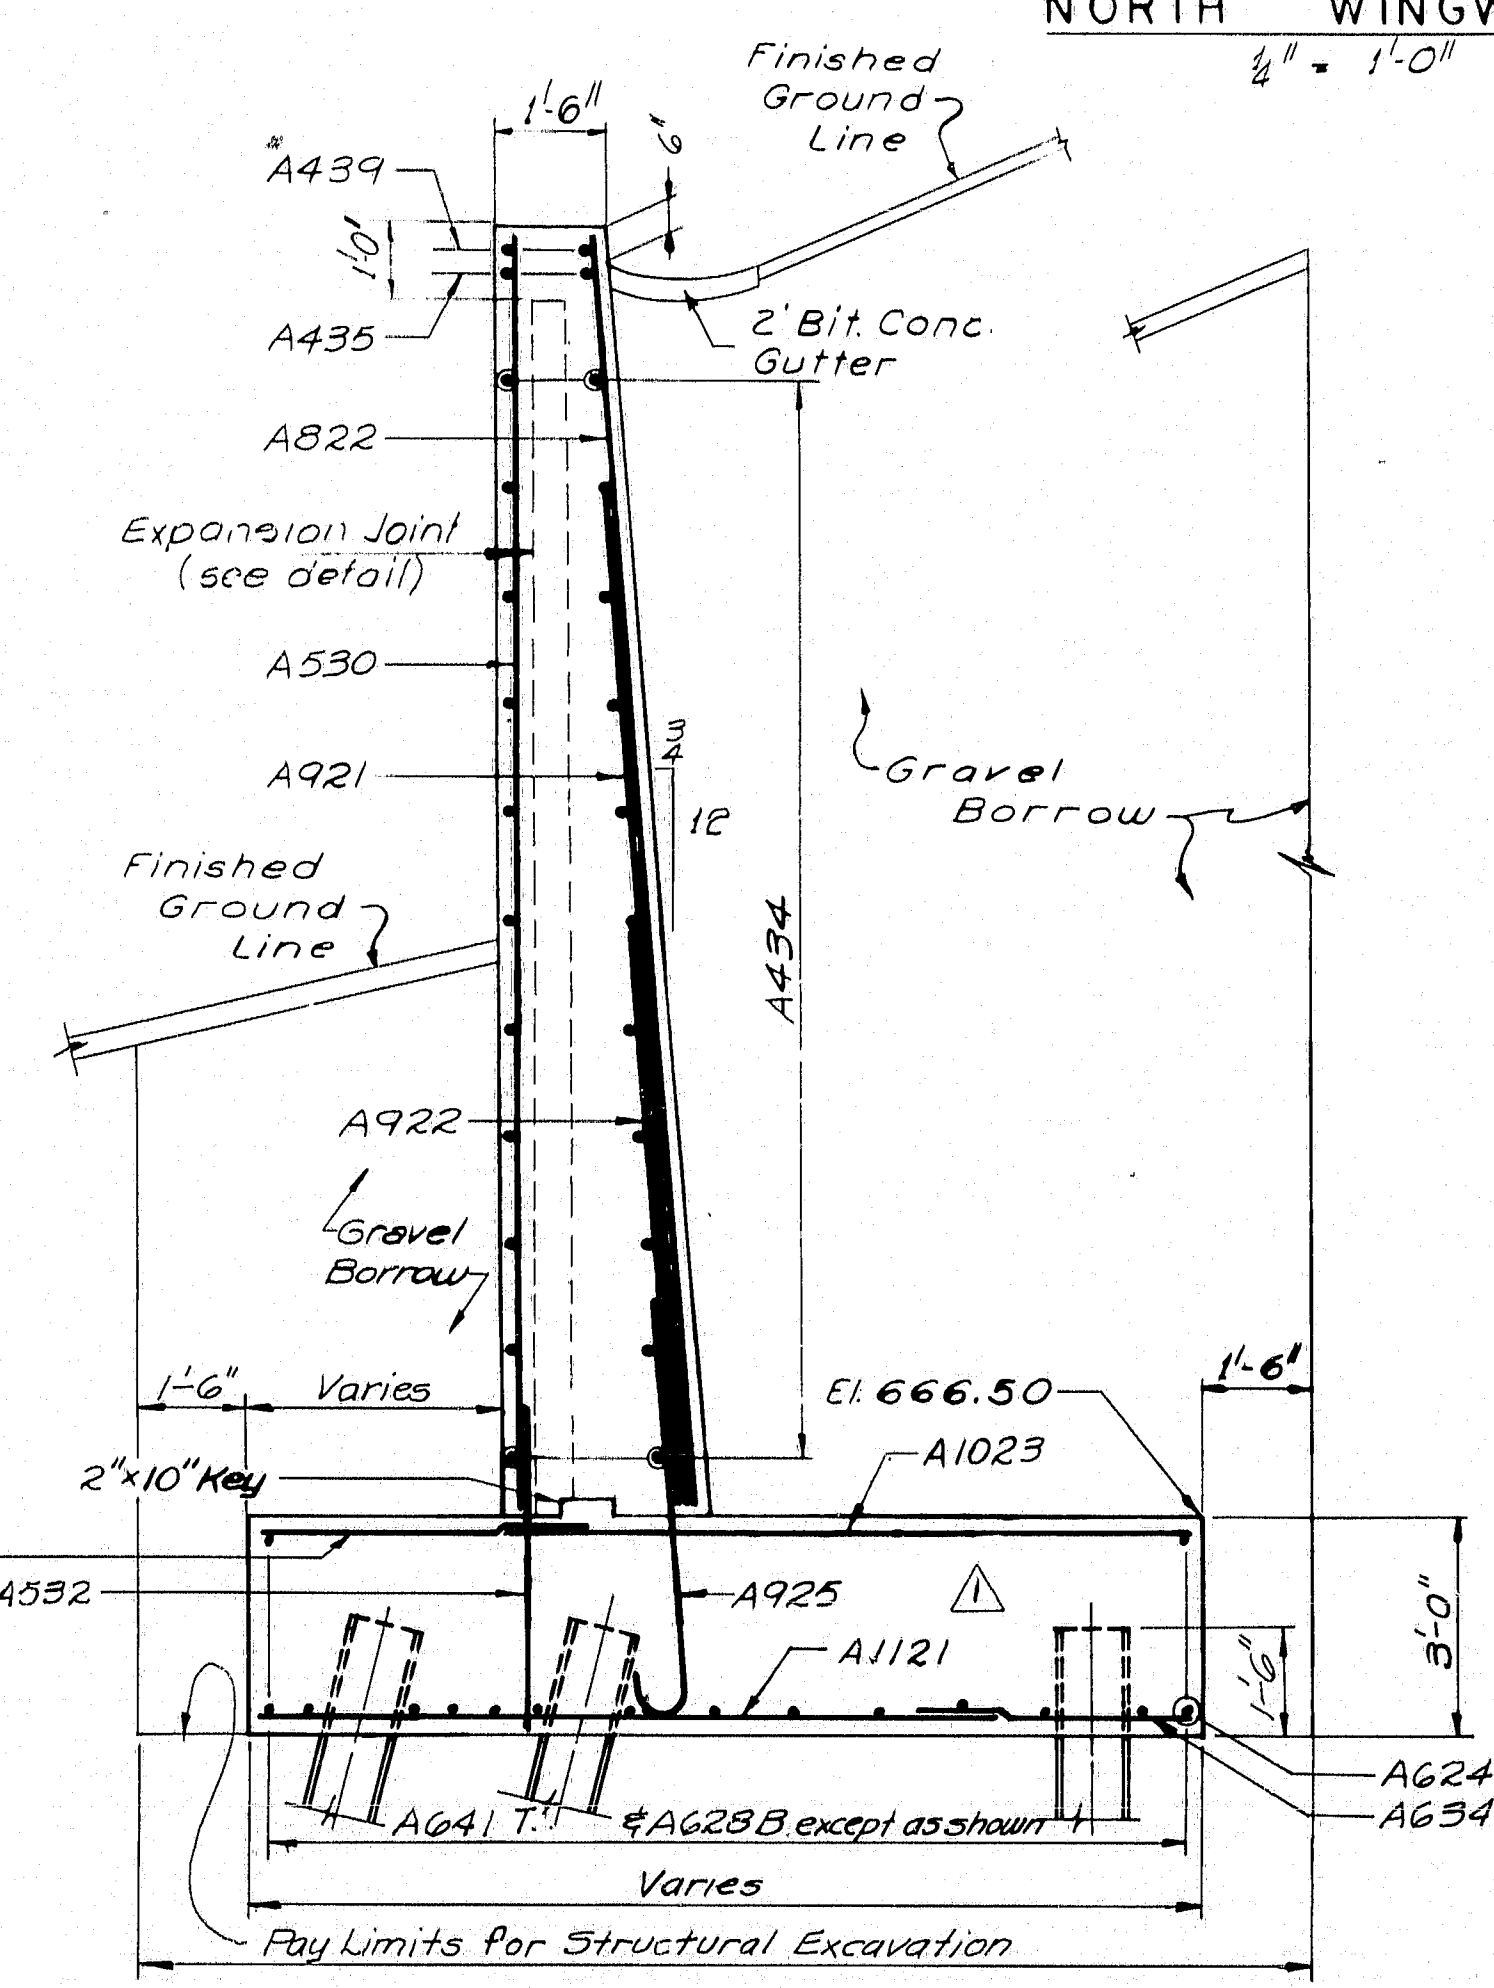 NORTH WINGW
1/4" = 1'-0"
Finished
Ground
Line
1'-6"
6"
A439
1'-0"
A435
2' Bit. Conc.
Gutter
A822
Expansion Joint
(see detail)
A530
3/4
A921
12
Gravel
Borrow
Finished
Ground
Line
A434
A922
Gravel
Borrow
1'-6"
Varies
1'-6"
El. 666.50
A1023
2"x10" Key
A532
A925
1
A1121
1'-6"
3'-0"
A624
A634
A641 T. & A628 B. except as shown
Varies
Pay Limits for Structural Excavation